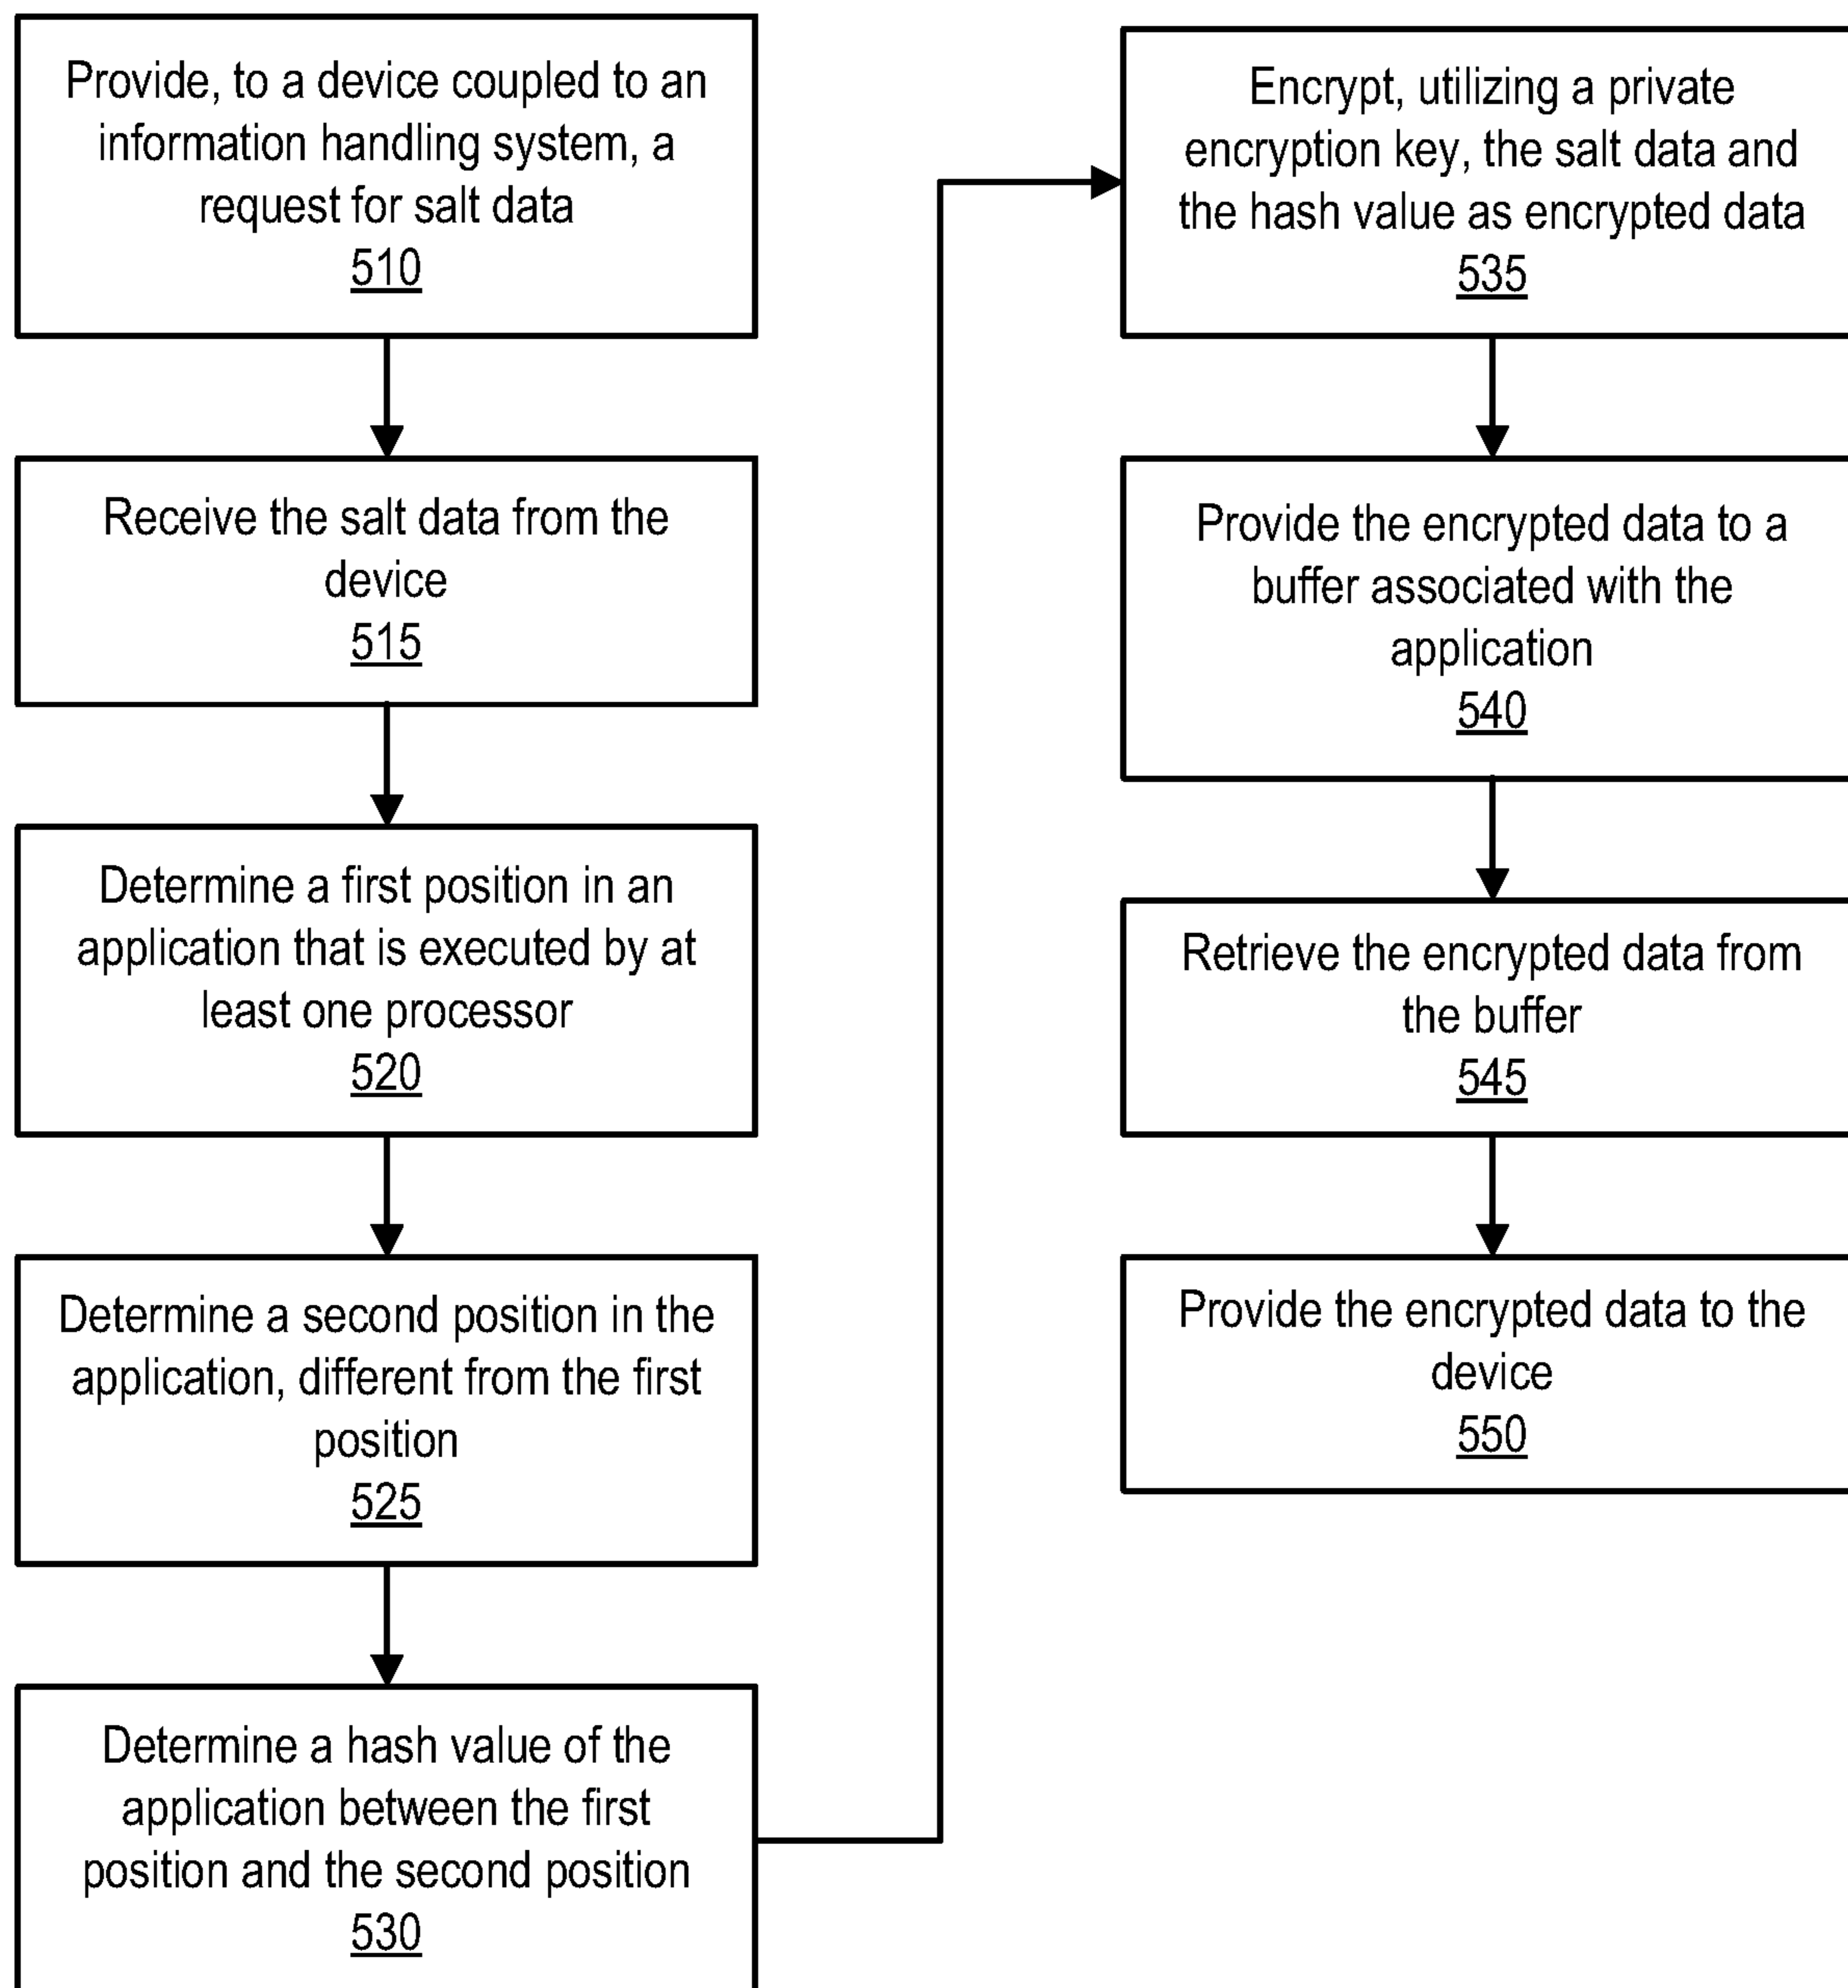 Provide, to a device coupled to an
information handling system, a
request for salt data
510
Receive the salt data from the
device
515
Determine a first position in an
application that is executed by at
least one processor
520
Determine a second position in the
application, different from the first
position
525
Determine a hash value of the
application between the first
position and the second position
530
Encrypt, utilizing a private
encryption key, the salt data and
the hash value as encrypted data
535
Provide the encrypted data to a
buffer associated with the
application
540
Retrieve the encrypted data from
the buffer
545
Provide the encrypted data to the
device
550